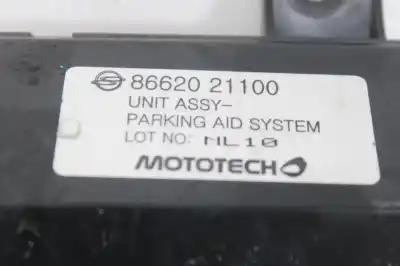 86620 21100
UNIT ASSY-
PARKING AID SYSTEM
LOT NO: ML10
MOTOTECH